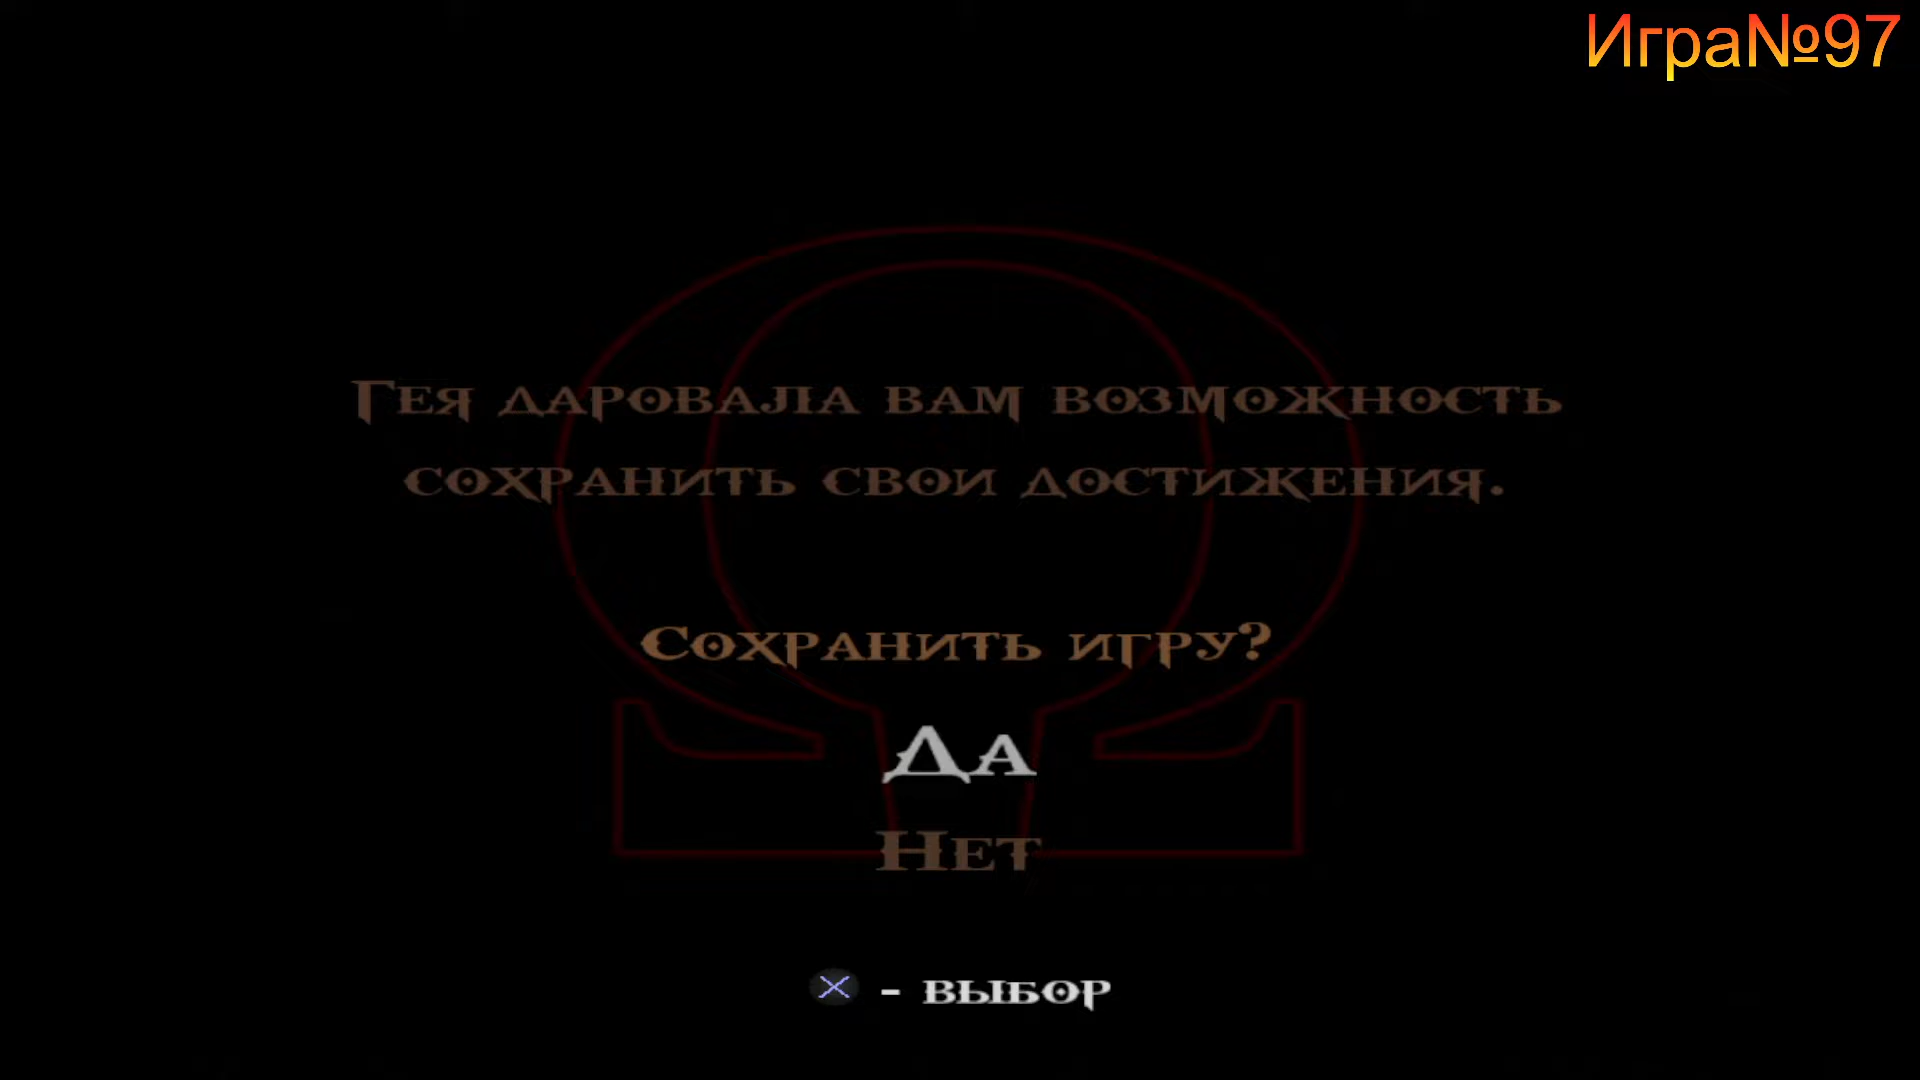 Игра№97
Гея даровала вам возможность
сохранить свои достижения.
Сохранить игру?
Да
Нет
- выбор